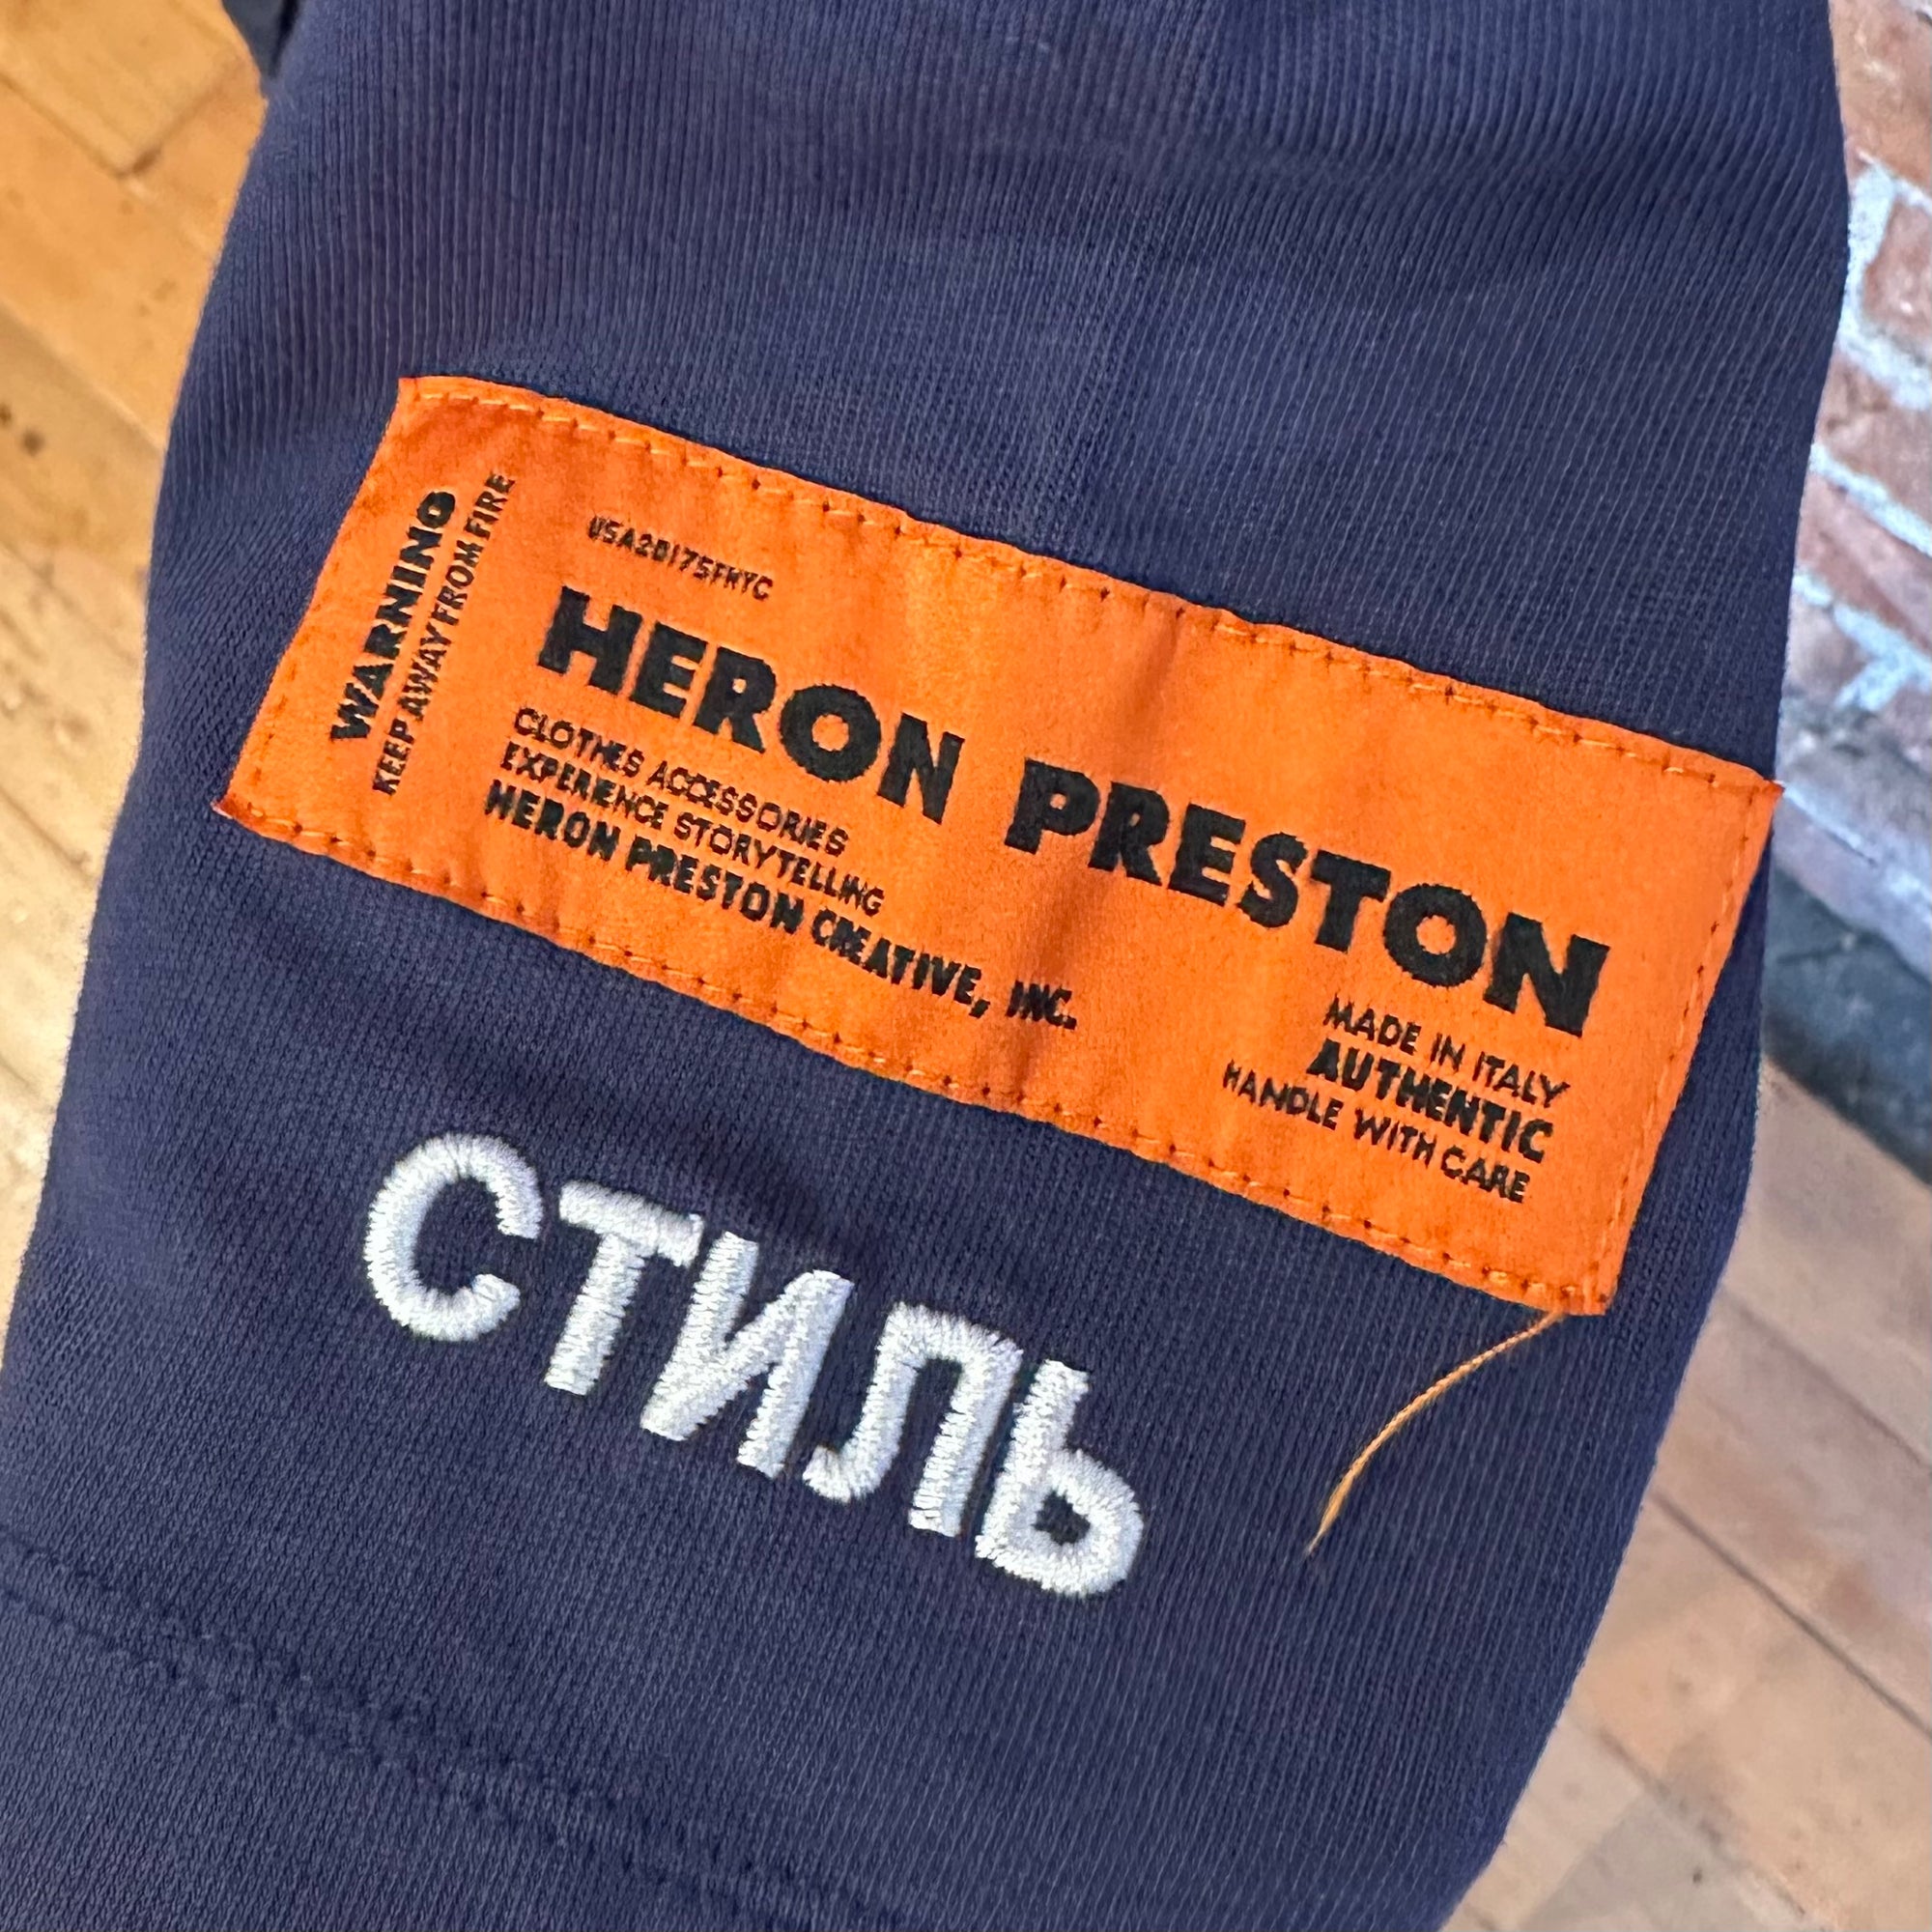 WARNING
KEEP AWAY FROM FIRE
USA20175FNYC
HERON PRESTON
CLOTHES ACCESSORIES
EXPERIENCE STORYTELLING
HERON PRESTON CREATIVE, INC.
MADE IN ITALY
AUTHENTIC
HANDLE WITH CARE
СТИЛЬ